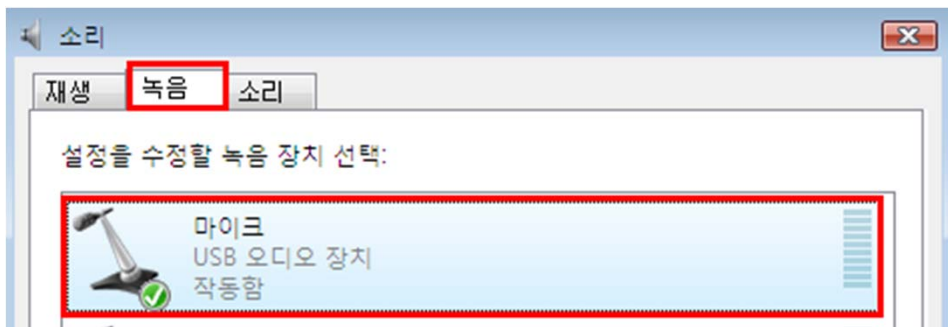 소리
재생 녹음 소리
설정을 수정할 녹음 장치 선택:
마이크
USB 오디오 장치
작동함